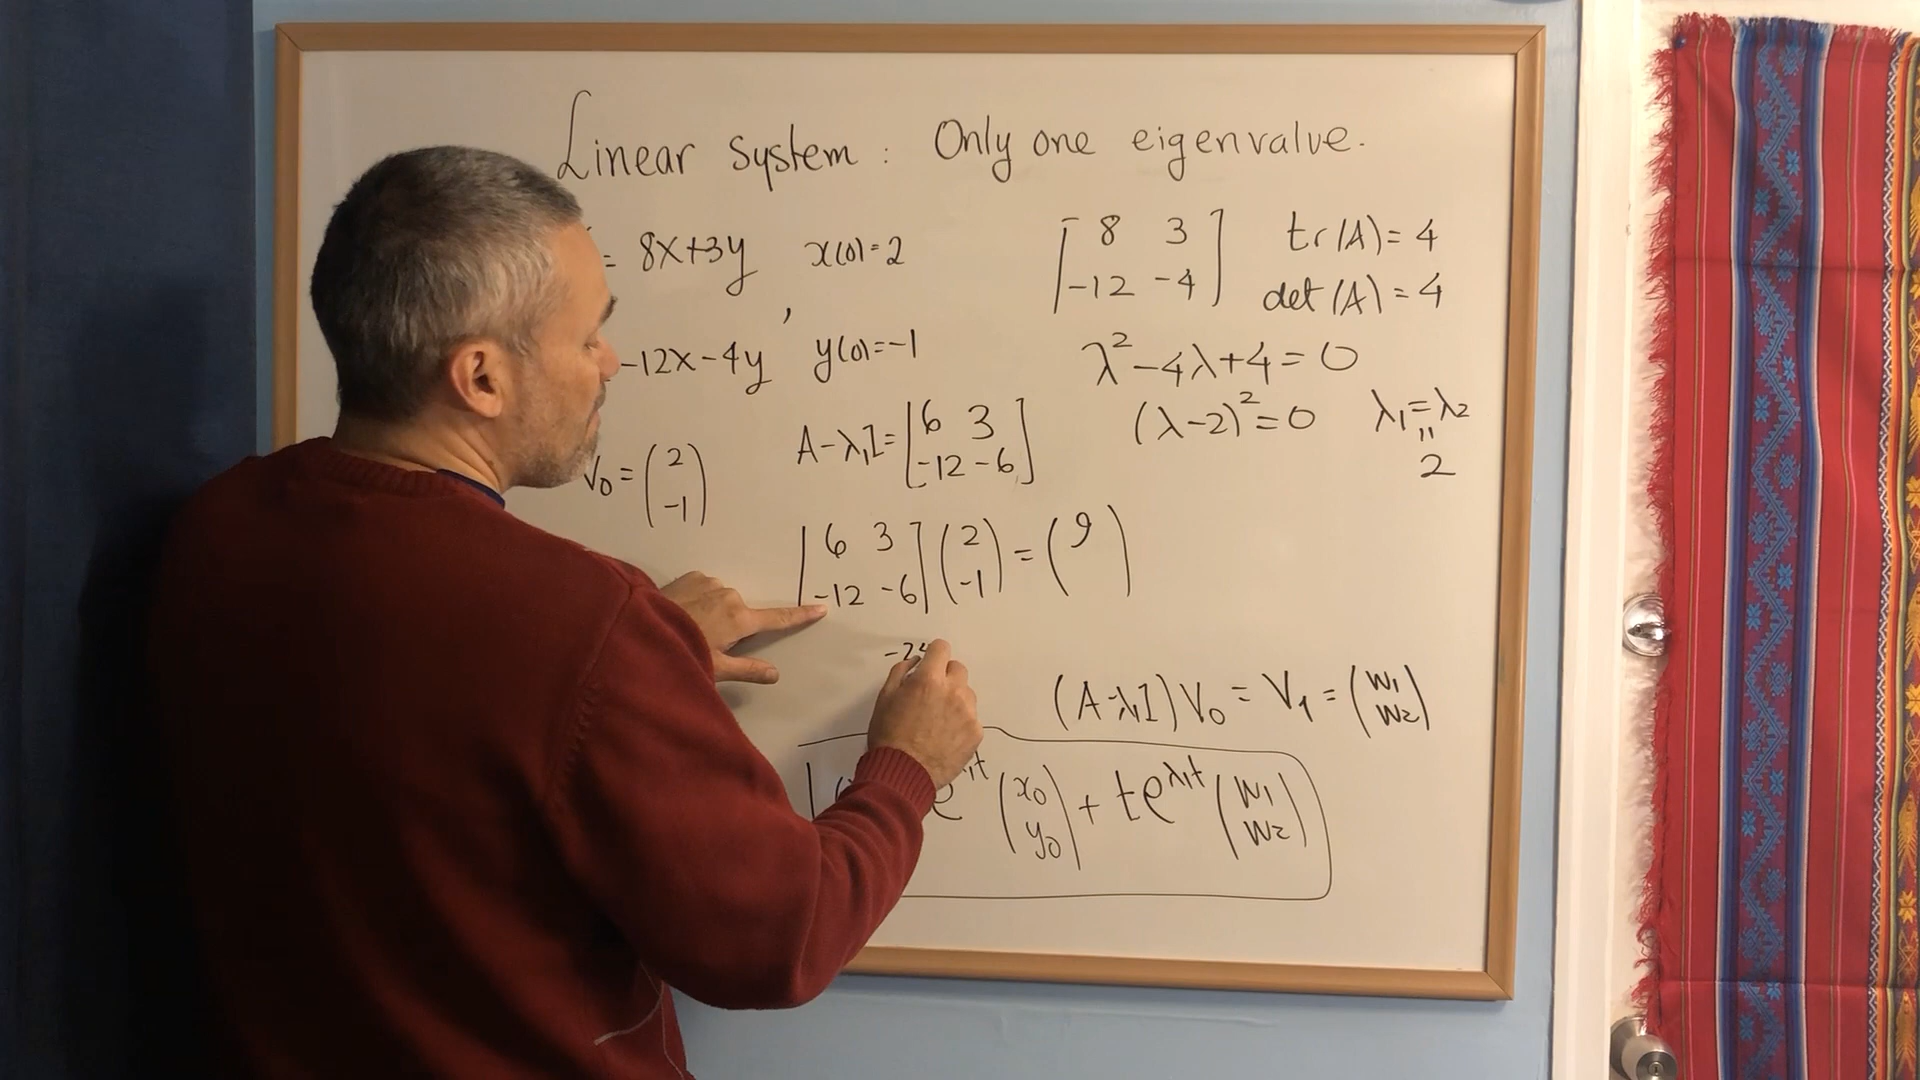 Linear system: Only one eigenvalue.
= 8x+3y , x(0)=2
-12x-4y y(0)=-1
[8 3
-12 -4]
tr(A)=4
det(A)=4
λ²-4λ+4=0
(λ-2)²=0 λ₁=λ₂
"
2
V₀=(2
-1)
A-λ₁I=[6 3
-12 -6]
[6 3
-12 -6](2
-1)=(9
)
-24
(A-λ₁I)V₀=V₁=(w₁
w₂)
e^λ₁t(x₀
y₀)+te^λ₁t(w₁
w₂)